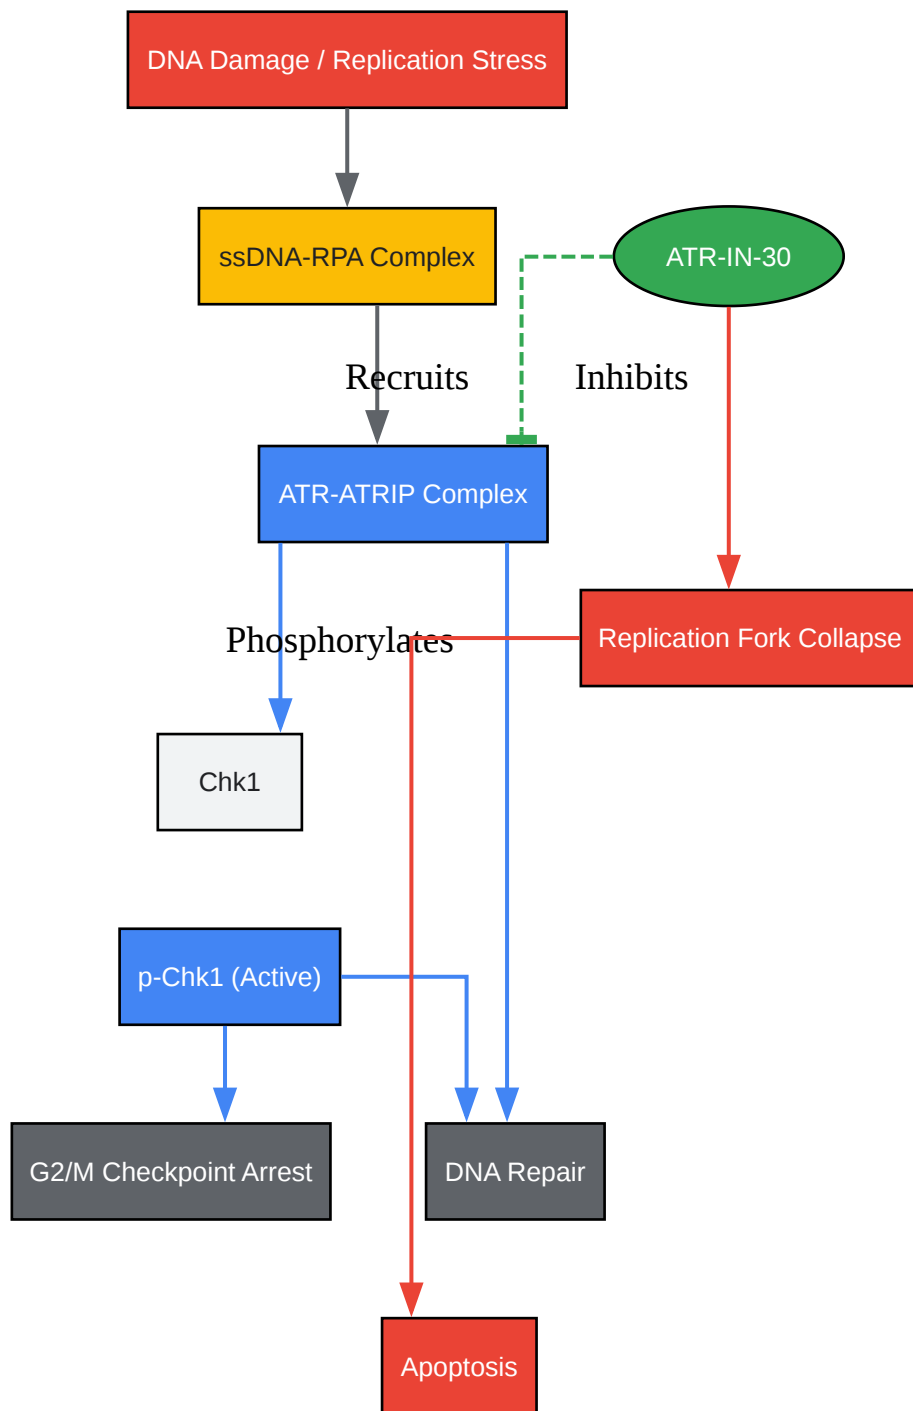 DNA Damage / Replication Stress
ssDNA-RPA Complex
ATR-IN-30
Recruits
Inhibits
ATR-ATRIP Complex
Phosphorylates
Replication Fork Collapse
Chk1
p-Chk1 (Active)
G2/M Checkpoint Arrest
DNA Repair
Apoptosis